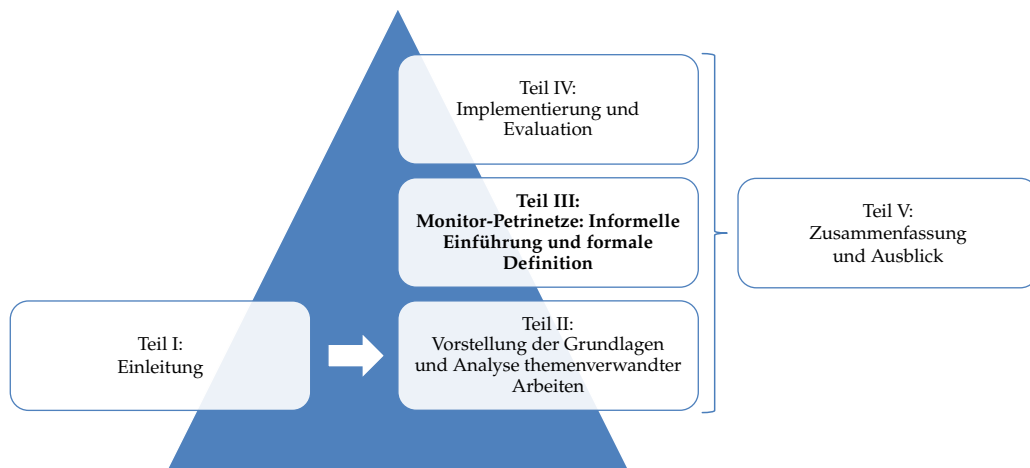 Teil I:
Einleitung
Teil II:
Vorstellung der Grundlagen
und Analyse themenverwandter
Arbeiten
Teil III:
Monitor-Petrinetze: Informelle
Einführung und formale
Definition
Teil IV:
Implementierung und
Evaluation
Teil V:
Zusammenfassung
und Ausblick